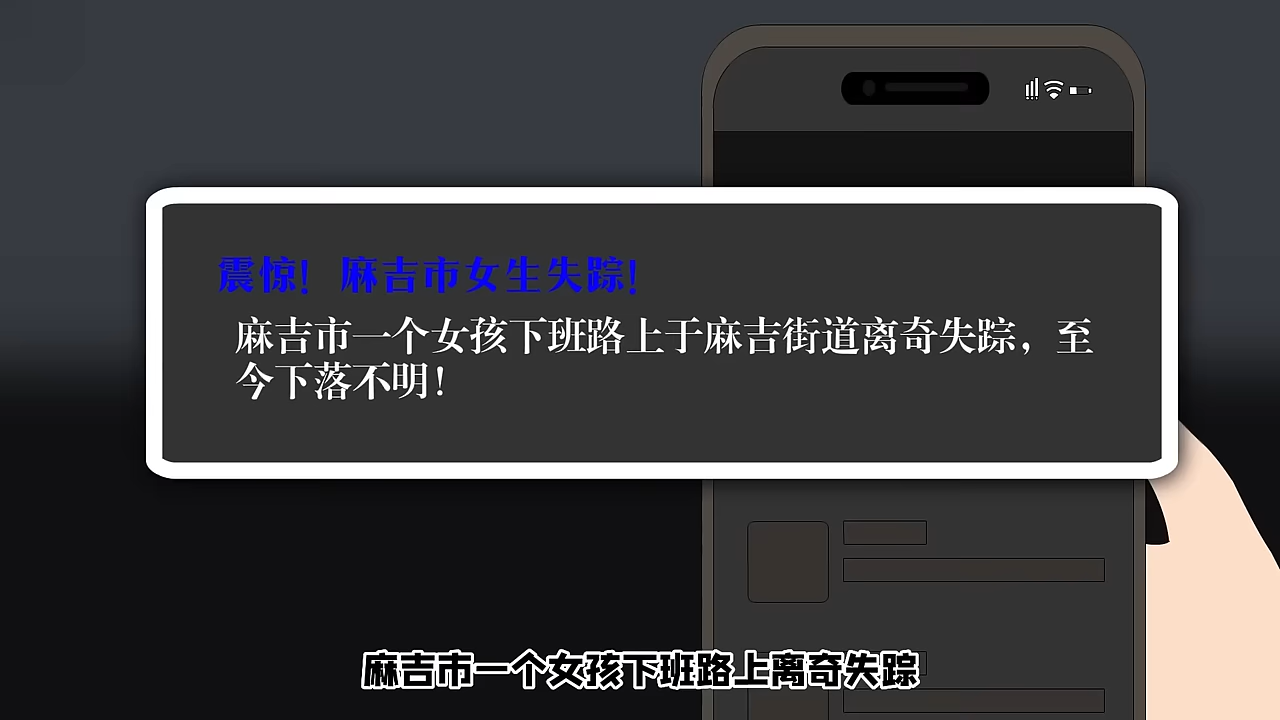 震惊！麻吉市女生失踪！
麻吉市一个女孩下班路上于麻吉街道离奇失踪，至
今下落不明！
麻吉市一个女孩下班路上离奇失踪